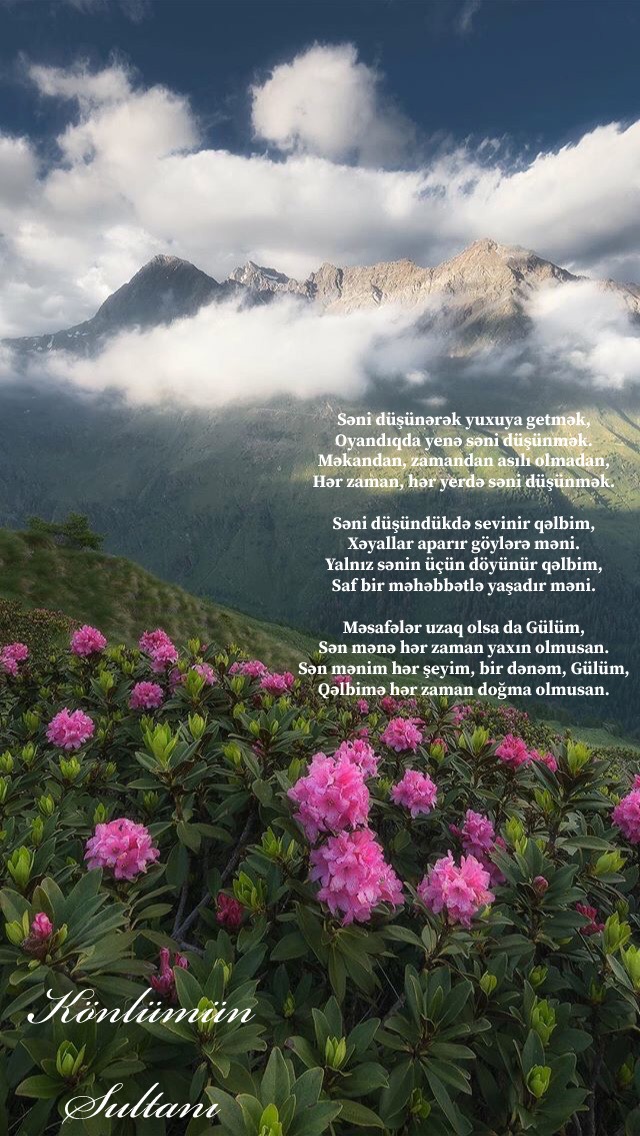 Səni düşünərək yuxuya getmək,
Oyandıqda yenə səni düşünmək.
Məkandan, zamandan asılı olmadan,
Hər zaman, hər yerdə səni düşünmək.
Səni düşündükdə sevinir qəlbim,
Xəyallar aparır göylərə məni.
Yalnız sənin üçün döyünür qəlbim,
Saf bir məhəbbətlə yaşadır məni.
Məsafələr uzaq olsa da Gülüm,
Sən mənə hər zaman yaxın olmusan.
Sən mənim hər şeyim, bir dənəm, Gülüm,
Qəlbimə hər zaman doğma olmusan.
Könlümün
Sultanı